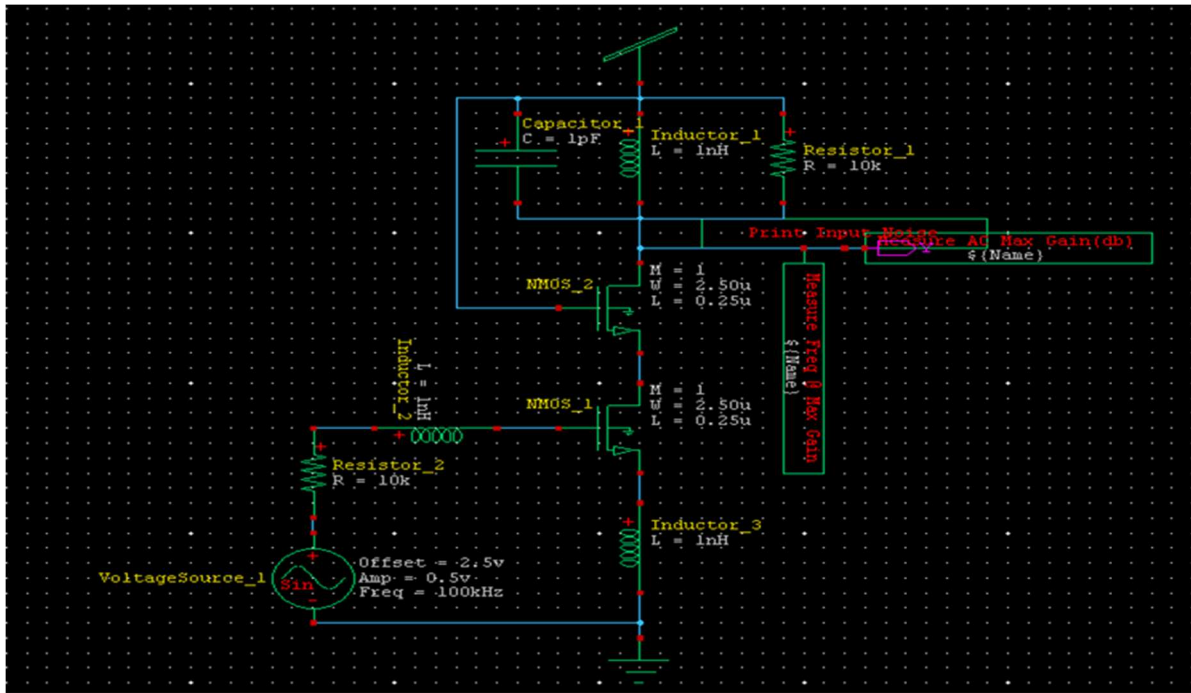 Capacitor_1
C = 1pF
Inductor_1
L = 1nH
Resistor_1
R = 10k
Print Input Noise
Measure AC Max Gain(db)
${Name}
Y
NMOS_2
M = 1
W = 2.50u
L = 0.25u
Measure Freq @ Max Gain
${Name}
Inductor_2
L = 1nH
NMOS_1
M = 1
W = 2.50u
L = 0.25u
Resistor_2
R = 10k
Inductor_3
L = 1nH
VoltageSource_1
Sin
Offset = 2.5v
Amp = 0.5v
Freq = 100kHz